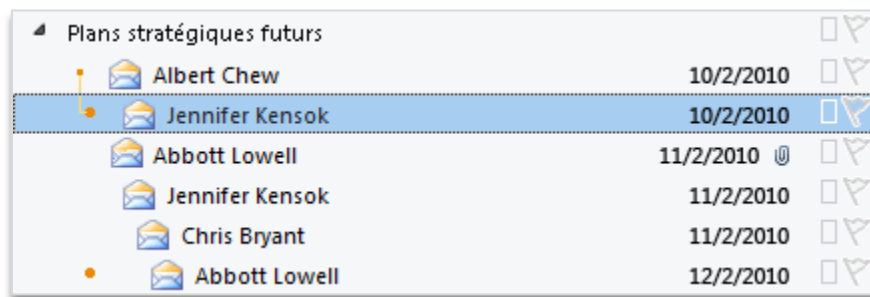 Plans stratégiques futurs
Albert Chew 10/2/2010
Jennifer Kensok 10/2/2010
Abbott Lowell 11/2/2010
Jennifer Kensok 11/2/2010
Chris Bryant 11/2/2010
Abbott Lowell 12/2/2010